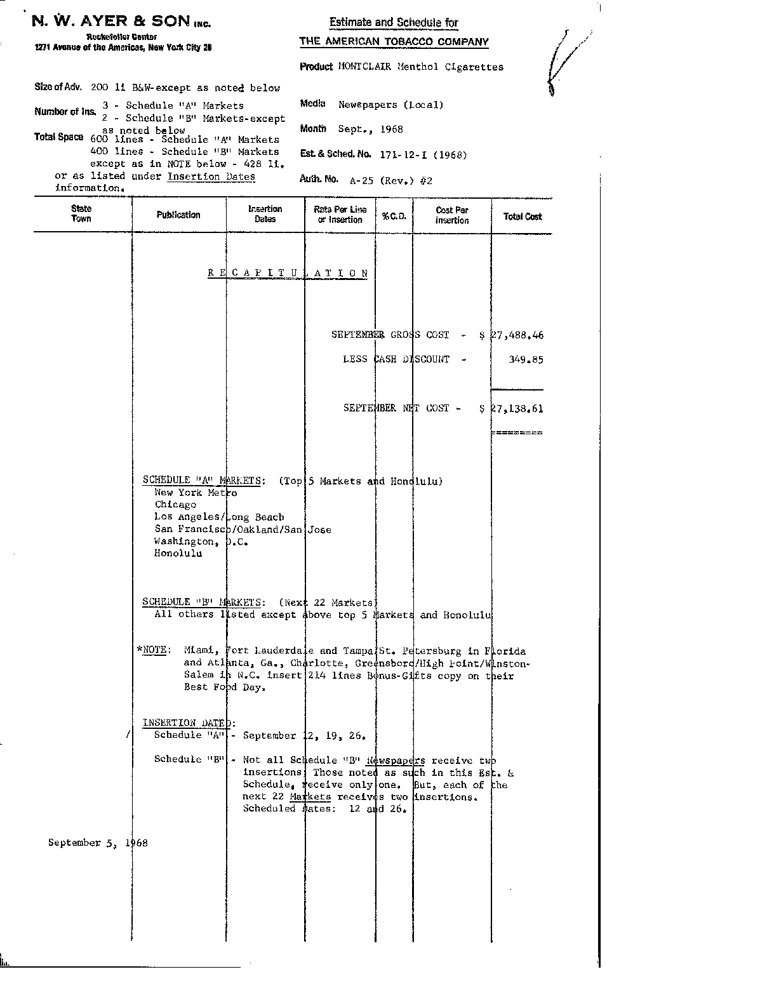 N. W. AYER & SON INC.
Rockefeller Center
1271 Avenue of the Americas, New York City 20
Estimate and Schedule for
THE AMERICAN TOBACCO COMPANY
Product MONTCLAIR Menthol Cigarettes
Size of Adv. 200 li B&W-except as noted below
Number of Ins. 3 - Schedule "A" Markets
2 - Schedule "B" Markets-except
as noted below
Total Space 600 lines - Schedule "A" Markets
400 lines - Schedule "B" Markets
except as in NOTE below - 428 li.
or as listed under Insertion Dates
information.
Media Newspapers (Local)
Month Sept., 1968
Est. & Sched. No. 171-12-I (1968)
Auth. No. A-25 (Rev.) #2
State Town
Publication
Insertion Dates
Rate Per Line or Insertion
% C.D.
Cost Per Insertion
Total Cost
RECAPITULATION
SEPTEMBER GROSS COST - $ 27,488.46
LESS CASH DISCOUNT - 349.85
SEPTEMBER NET COST - $ 27,138.61
=========
SCHEDULE "A" MARKETS: (Top 5 Markets and Honolulu)
New York Metro
Chicago
Los Angeles/Long Beach
San Francisco/Oakland/San Jose
Washington, D.C.
Honolulu
SCHEDULE "B" MARKETS: (Next 22 Markets)
All others listed except above top 5 Markets and Honolulu
*NOTE: Miami, Fort Lauderdale and Tampa/St. Petersburg in Florida
and Atlanta, Ga., Charlotte, Greensboro/High Point/Winston-
Salem in N.C. insert 214 lines Bonus-Gifts copy on their
Best Food Day.
INSERTION DATED:
Schedule "A" - September 12, 19, 26.
Schedule "B" - Not all Schedule "B" Newspapers receive two
insertions. Those noted as such in this Est. &
Schedule, receive only one. But, each of the
next 22 Markets receives two insertions.
Scheduled Dates: 12 and 26.
September 5, 1968